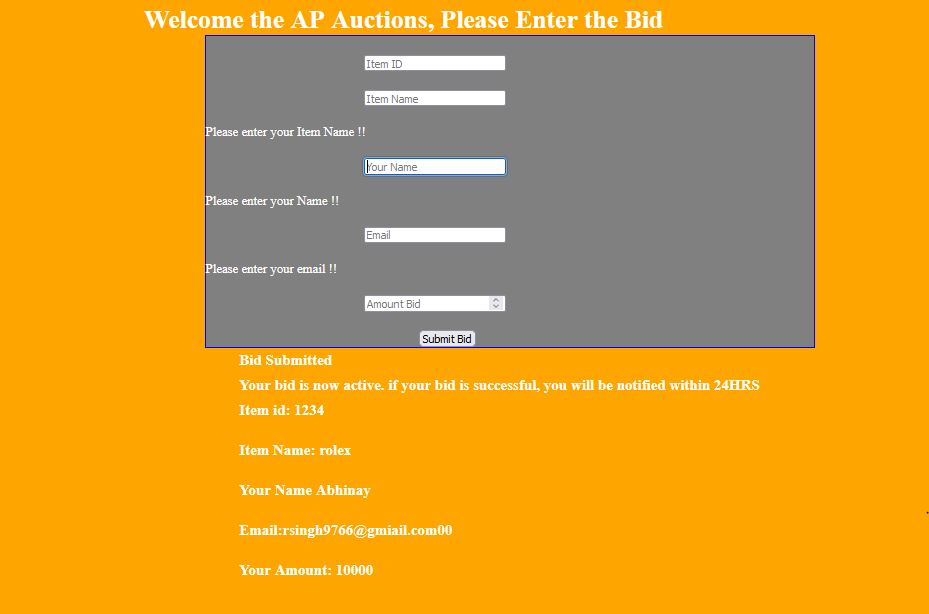 Welcome the AP Auctions, Please Enter the Bid
Item ID
Item Name
Please enter your Item Name !!
Your Name
Please enter your Name !!
Email
Please enter your email !!
Amount Bid
Submit Bid
Bid Submitted
Your bid is now active. if your bid is successful, you will be notified within 24HRS
Item id: 1234
Item Name: rolex
Your Name Abhinay
Email:rsingh9766@gmiail.com00
Your Amount: 10000